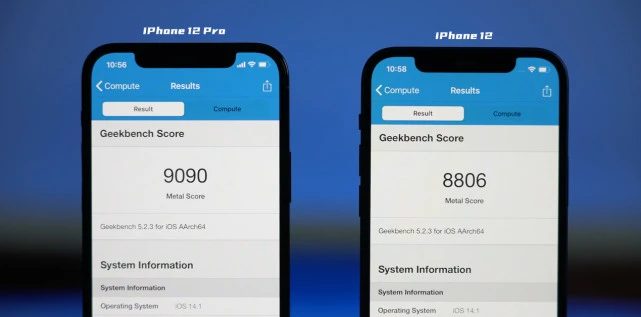 IPhone 12 Pro
10:56
Compute
Results
Result
Compute
Geekbench Score
9090
Metal Score
Geekbench 5.2.3 for iOS AArch64
System Information
System Information
Operating System iOS 14.1
IPhone 12
10:58
Compute
Results
Result
Compute
Geekbench Score
8806
Metal Score
Geekbench 5.2.3 for iOS AArch64
System Information
System Information
Operating System iOS 14.1